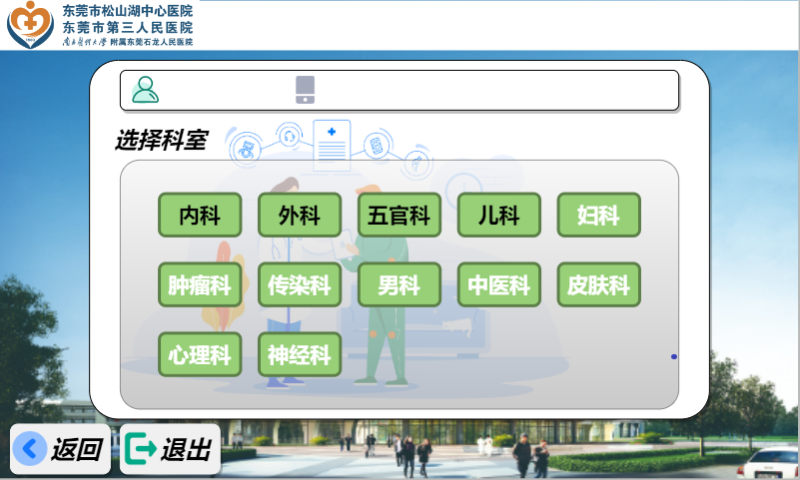 东莞市松山湖中心医院
东莞市第三人民医院
南方医科大学 附属东莞石龙人民医院
选择科室
内科 外科 五官科 儿科 妇科
肿瘤科 传染科 男科 中医科 皮肤科
心理科 神经科
返回 退出